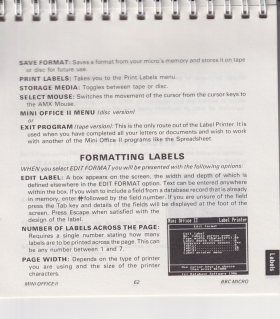 SAVE FORMAT: Saves a format from your micro's memory and stores it on tape
or disc for future use.
PRINT LABELS: Takes you to the Print Labels menu.
STORAGE MEDIA: Toggles between tape or disc.
SELECT MOUSE: Switches the movement of the cursor from the cursor keys to
the AMX Mouse.
MINI OFFICE II MENU (disc version)
or
EXIT PROGRAM (tape version): This is the only route out of the Label Printer. It is
used when you have completed all your letters or documents and wish to work
with another of the Mini Office II programs like the Spreadsheet.
FORMATTING LABELS
WHEN you select EDIT FORMAT you will be presented with the following options:
EDIT LABEL: A box appears on the screen, the width and depth of which is
defined elsewhere in the EDIT FORMAT option. Text can be entered anywhere
within the box. If you wish to include a field from a database record that is already
in memory, enter # followed by the field number. If you are unsure of the field
press the Tab key and details of the fields will be displayed at the foot of the
screen. Press Escape when satisfied with the
design of the label.
NUMBER OF LABELS ACROSS THE PAGE:
Requires a single number stating how many
labels are to be printed across the page. This can
be any number between 1 and 7.
PAGE WIDTH: Depends on the type of printer
you are using and the size of the printer
characters.
Mini Office II Label Printer
Edit format
Labels
MINI OFFICE II 62 BBC MICRO